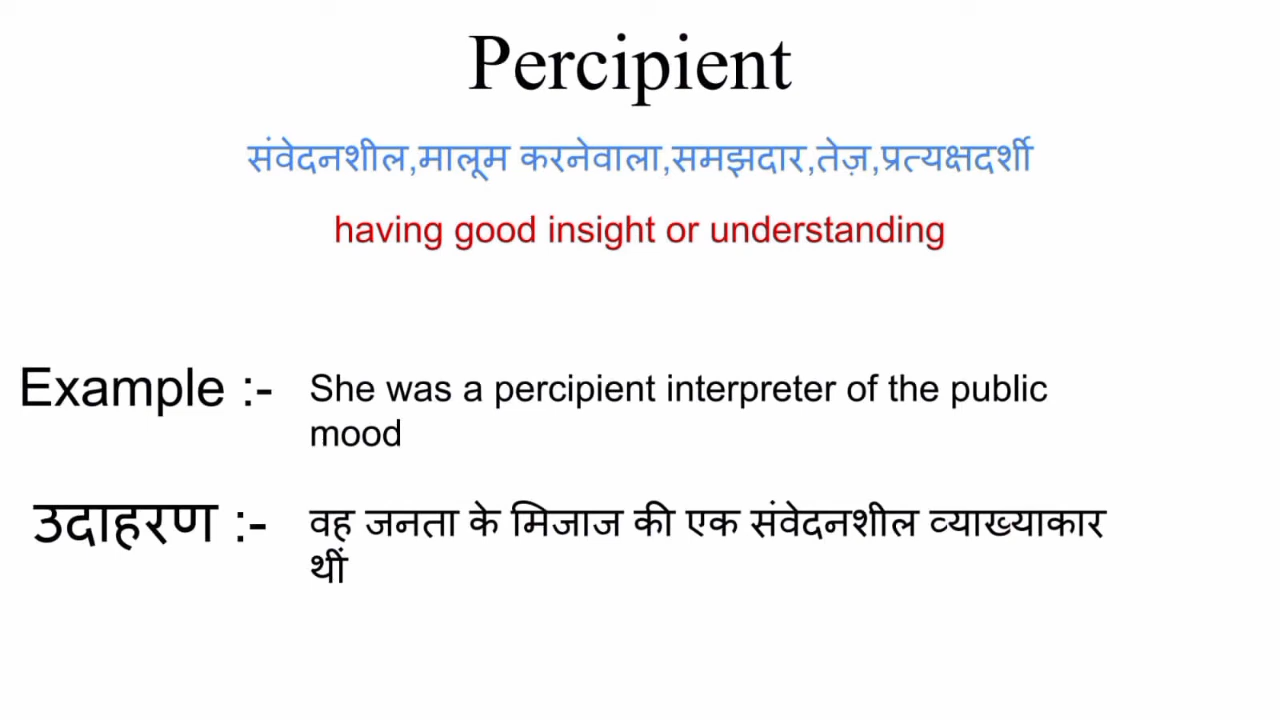 Percipient
संवेदनशील,मालूम करनेवाला,समझदार,तेज़,प्रत्यक्षदर्शी
having good insight or understanding
Example :- She was a percipient interpreter of the public
mood
उदाहरण :- वह जनता के मिजाज की एक संवेदनशील व्याख्याकार
थीं